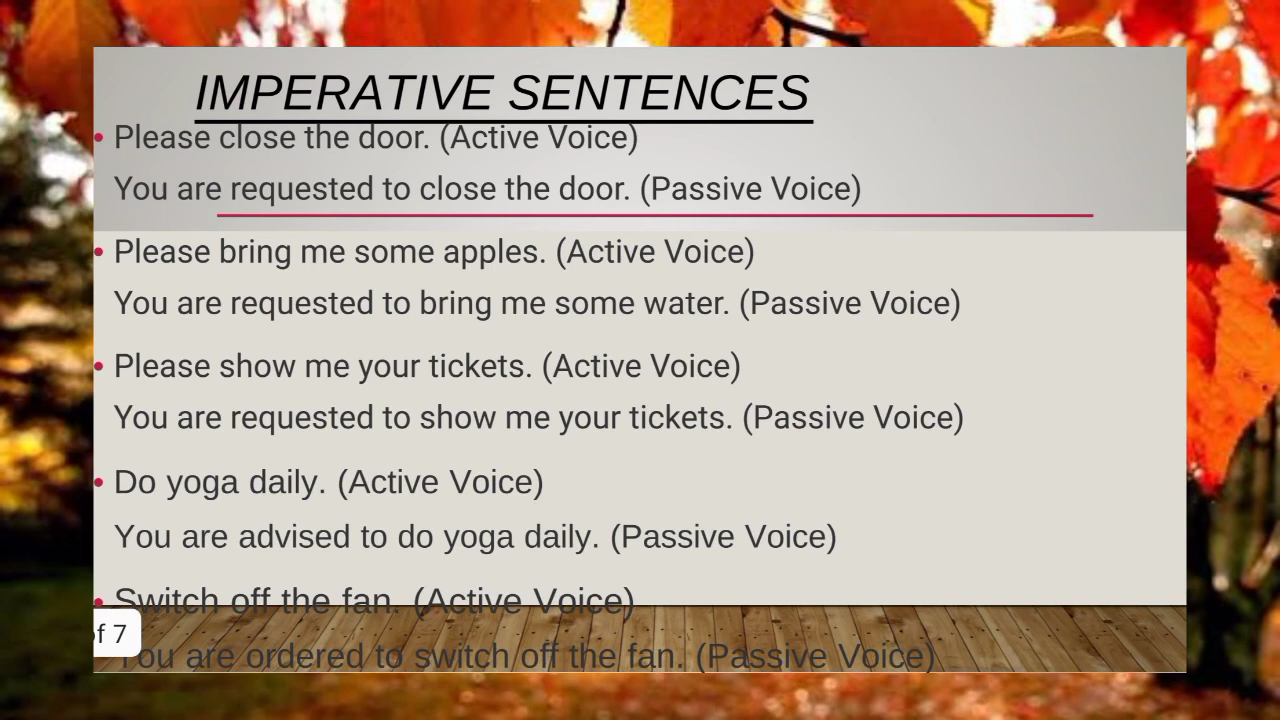 IMPERATIVE SENTENCES
• Please close the door. (Active Voice)
You are requested to close the door. (Passive Voice)
• Please bring me some apples. (Active Voice)
You are requested to bring me some water. (Passive Voice)
• Please show me your tickets. (Active Voice)
You are requested to show me your tickets. (Passive Voice)
• Do yoga daily. (Active Voice)
You are advised to do yoga daily. (Passive Voice)
• Switch off the fan. (Active Voice)
of 7
You are ordered to switch off the fan. (Passive Voice)